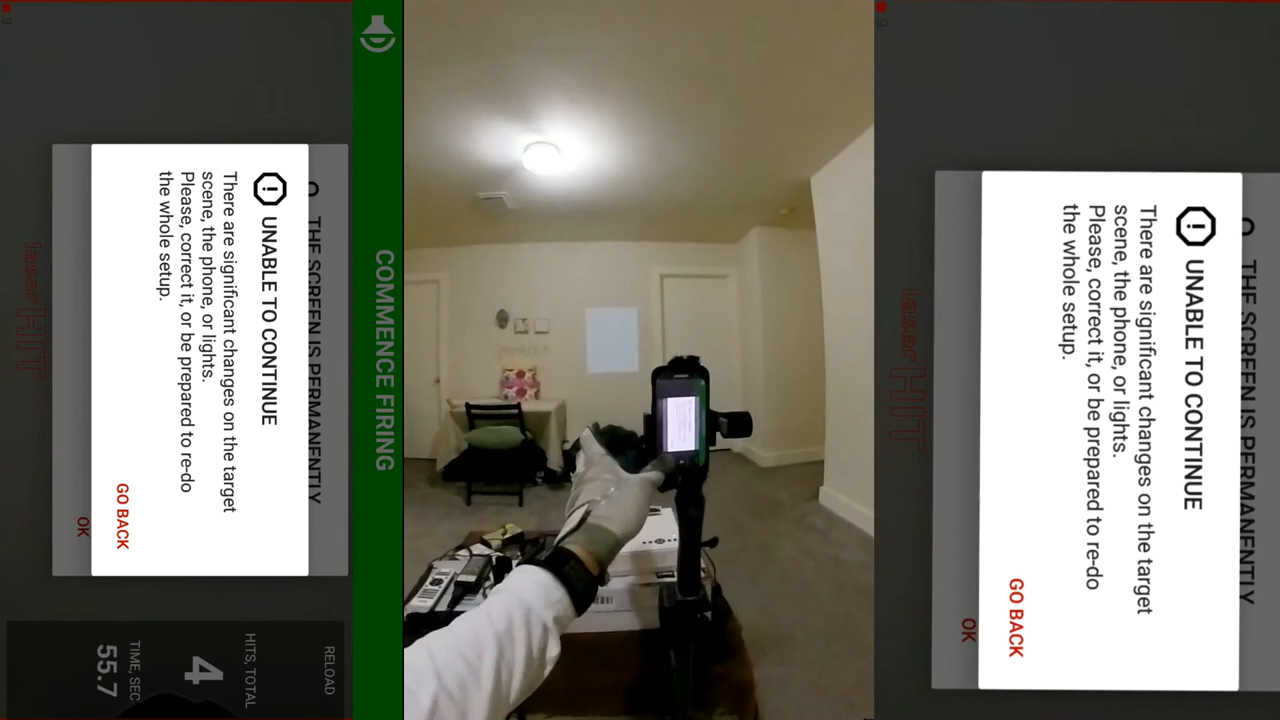 THE SCREEN IS PERMANENTLY
UNABLE TO CONTINUE
There are significant changes on the target
scene, the phone, or lights.
Please, correct it, or be prepared to re-do
the whole setup.
GO BACK
OK
laserHIT
RELOAD
HITS, TOTAL
4
TIME, SEC
55.7
COMMENCE FIRING
THE SCREEN IS PERMANENTLY
UNABLE TO CONTINUE
There are significant changes on the target
scene, the phone, or lights.
Please, correct it, or be prepared to re-do
the whole setup.
GO BACK
OK
laserHIT